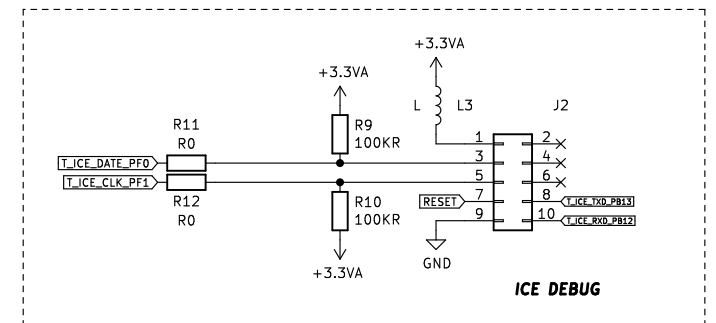 +3.3VA
+3.3VA
L L3 J2
R11
R0
R9
100KR
1 2
T_ICE_DATE_PF0 3 4
T_ICE_CLK_PF1 5 6
R12
R0
R10
100KR
RESET 7 8 T_ICE_TXD_PB13
9 10 T_ICE_RXD_PB12
GND
+3.3VA
ICE DEBUG